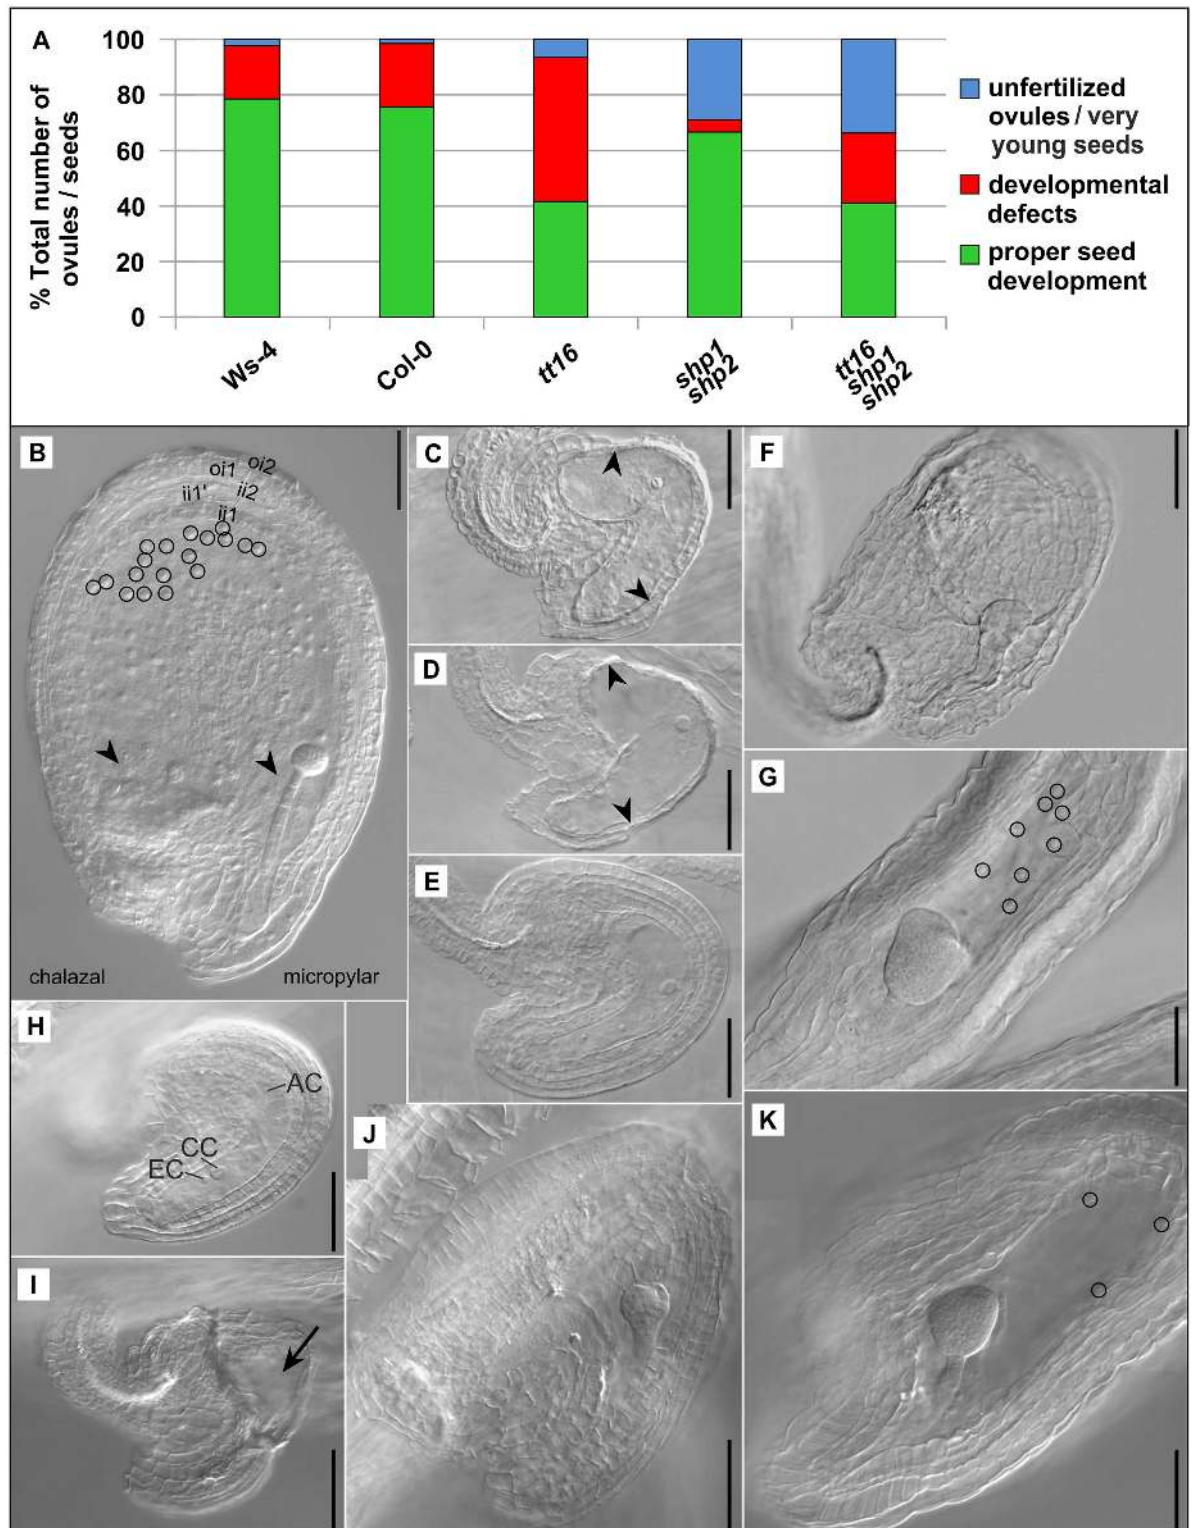 A
100
80
60
40
20
0
% Total number of
ovules / seeds
Ws-4
Col-0
tt16
shp1
shp2
tt16
shp1
shp2
unfertilized
ovules / very
young seeds
developmental
defects
proper seed
development
B
oi1 oi2
ii1' ii2
ii1
chalazal
micropylar
C
D
E
F
G
H
AC
CC
EC
I
J
K